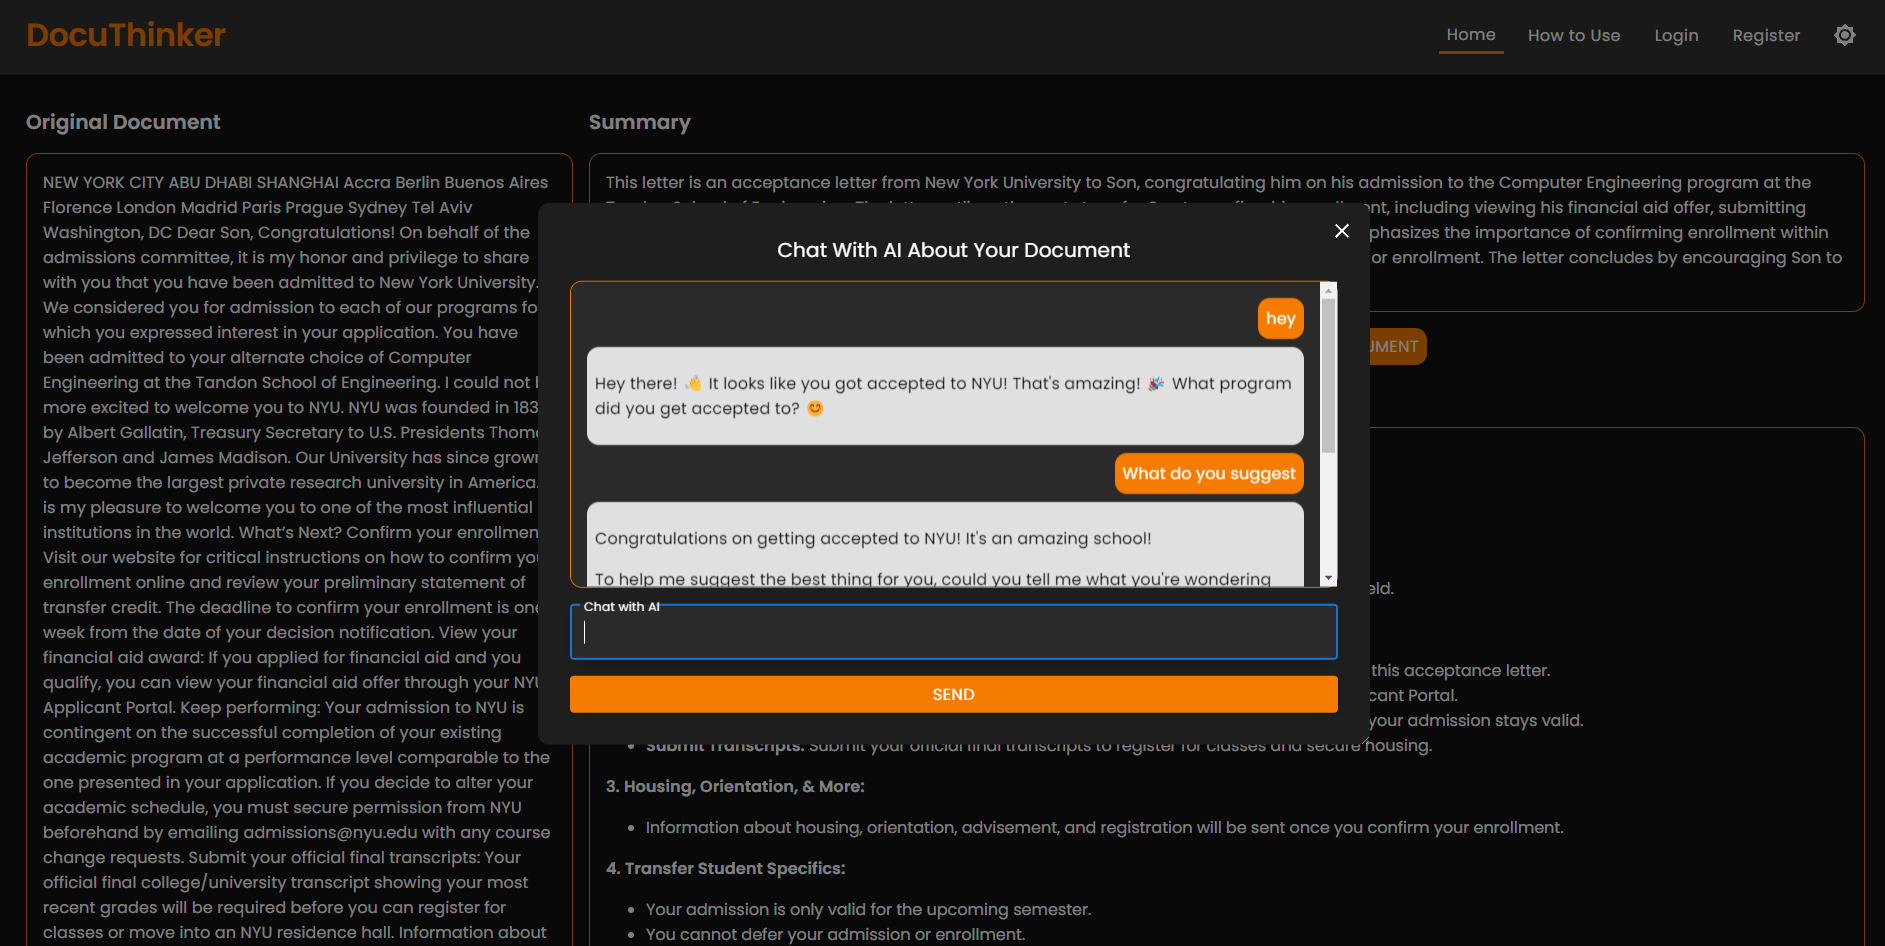 DocuThinker
Home
How to Use
Login
Register
Original Document
NEW YORK CITY ABU DHABI SHANGHAI Accra Berlin Buenos Aires
Florence London Madrid Paris Prague Sydney Tel Aviv
Washington, DC Dear Son, Congratulations! On behalf of the
admissions committee, it is my honor and privilege to share
with you that you have been admitted to New York University.
We considered you for admission to each of our programs fo
which you expressed interest in your application. You have
been admitted to your alternate choice of Computer
Engineering at the Tandon School of Engineering. I could not
more excited to welcome you to NYU. NYU was founded in 183
by Albert Gallatin, Treasury Secretary to U.S. Presidents Thom
Jefferson and James Madison. Our University has since grown
to become the largest private research university in America.
is my pleasure to welcome you to one of the most influential
institutions in the world. What's Next? Confirm your enrollmen
Visit our website for critical instructions on how to confirm yo
enrollment online and review your preliminary statement of
transfer credit. The deadline to confirm your enrollment is one
week from the date of your decision notification. View your
financial aid award: If you applied for financial aid and you
qualify, you can view your financial aid offer through your NYU
Applicant Portal. Keep performing: Your admission to NYU is
contingent on the successful completion of your existing
academic program at a performance level comparable to the
one presented in your application. If you decide to alter your
academic schedule, you must secure permission from NYU
beforehand by emailing admissions@nyu.edu with any course
change requests. Submit your official final transcripts: Your
official final college/university transcript showing your most
recent grades will be required before you can register for
classes or move into an NYU residence hall. Information about
Summary
This letter is an acceptance letter from New York University to Son, congratulating him on his admission to the Computer Engineering program at the
nt, including viewing his financial aid offer, submitting
phasizes the importance of confirming enrollment within
or enrollment. The letter concludes by encouraging Son to
UMENT
Chat With AI About Your Document
hey
Hey there! 👋 It looks like you got accepted to NYU! That's amazing! 🎉 What program
did you get accepted to? 😊
What do you suggest
Congratulations on getting accepted to NYU! It's an amazing school!
To help me suggest the best thing for you, could you tell me what you're wondering
Chat with AI
SEND
eld.
this acceptance letter.
cant Portal.
your admission stays valid.
• Submit Transcripts: Submit your official final transcripts to register for classes and secure housing.
3. Housing, Orientation, & More:
• Information about housing, orientation, advisement, and registration will be sent once you confirm your enrollment.
4. Transfer Student Specifics:
• Your admission is only valid for the upcoming semester.
• You cannot defer your admission or enrollment.